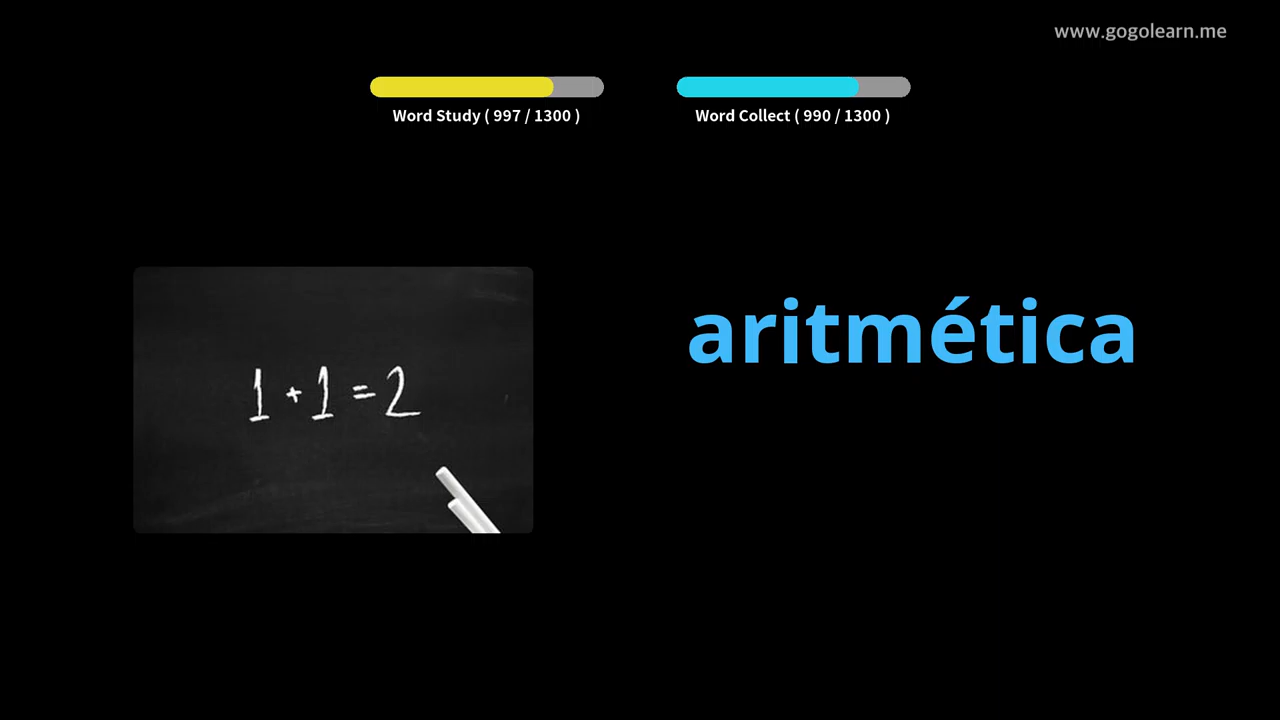 www.gogolearn.me
Word Study ( 997 / 1300 )
Word Collect ( 990 / 1300 )
aritmética
1 + 1 = 2